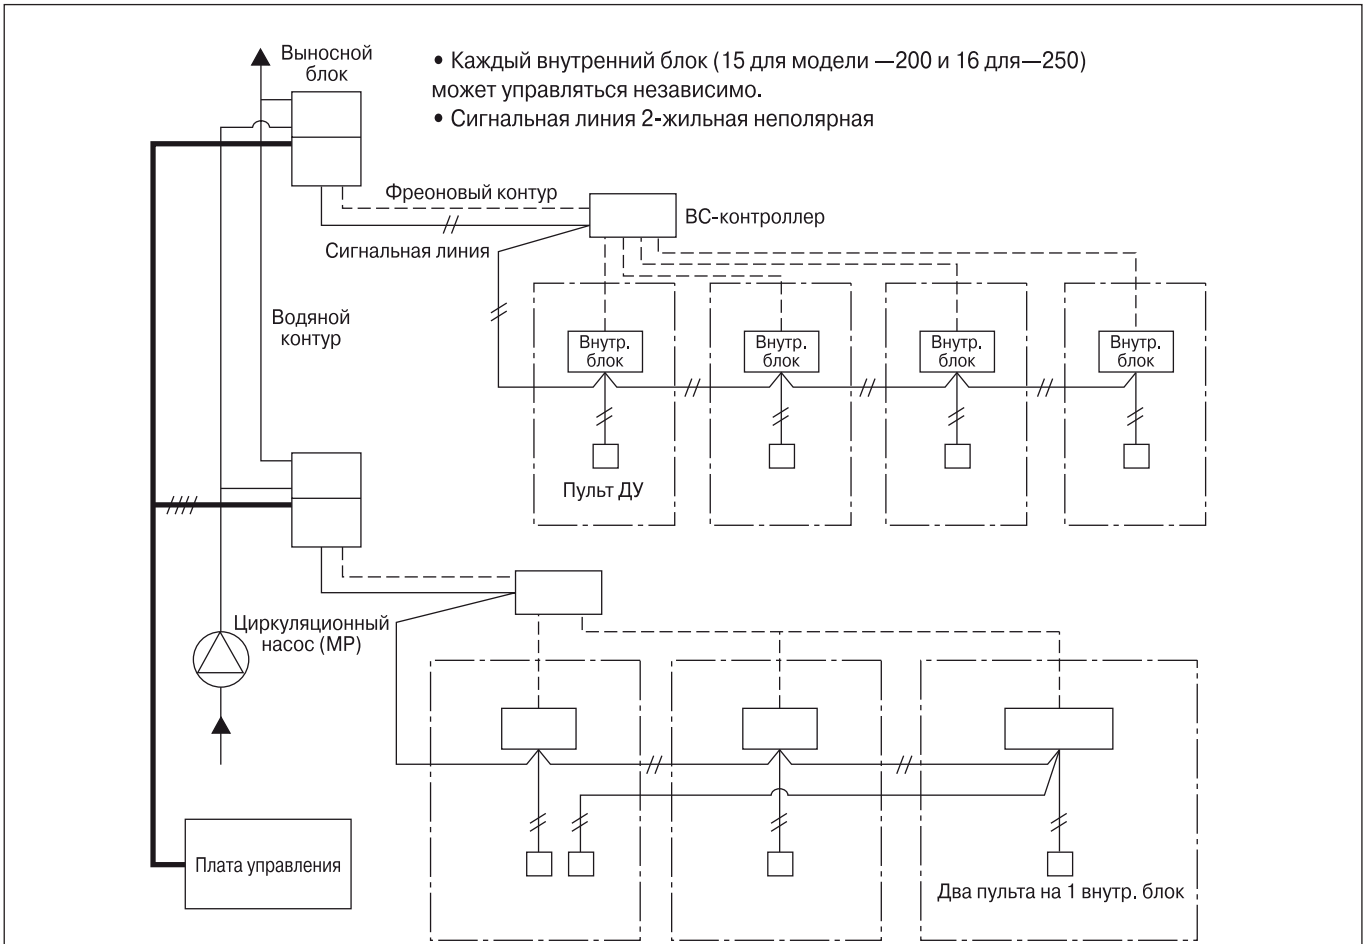 Выносной
блок
• Каждый внутренний блок (15 для модели —200 и 16 для—250)
может управляться независимо.
• Сигнальная линия 2-жильная неполярная
Фреоновый контур
ВС-контроллер
Сигнальная линия
Водяной
контур
Внутр.
блок
Внутр.
блок
Внутр.
блок
Внутр.
блок
Пульт ДУ
Циркуляционный
насос (МР)
Плата управления
Два пульта на 1 внутр. блок